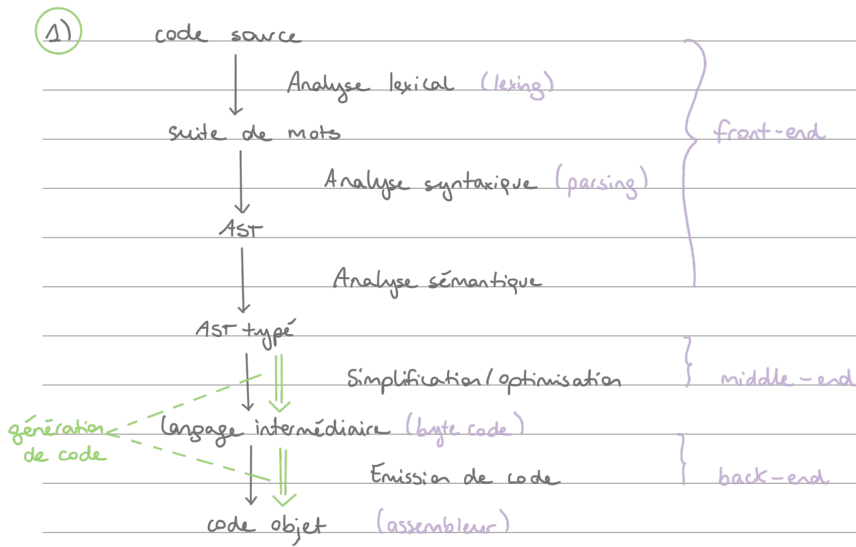 1) code source
Analyse lexical (lexing)
suite de mots
front-end
Analyse syntaxique (parsing)
AST
Analyse sémantique
AST typé
Simplification/optimisation
middle-end
génération
de code
langage intermédiaire (byte code)
Emission de code
back-end
code objet (assembleur)